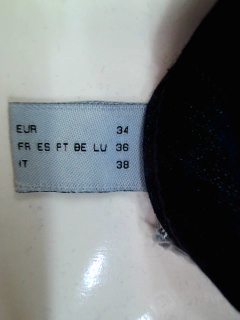 EUR 34
FR ES PT BE LU 36
IT 38